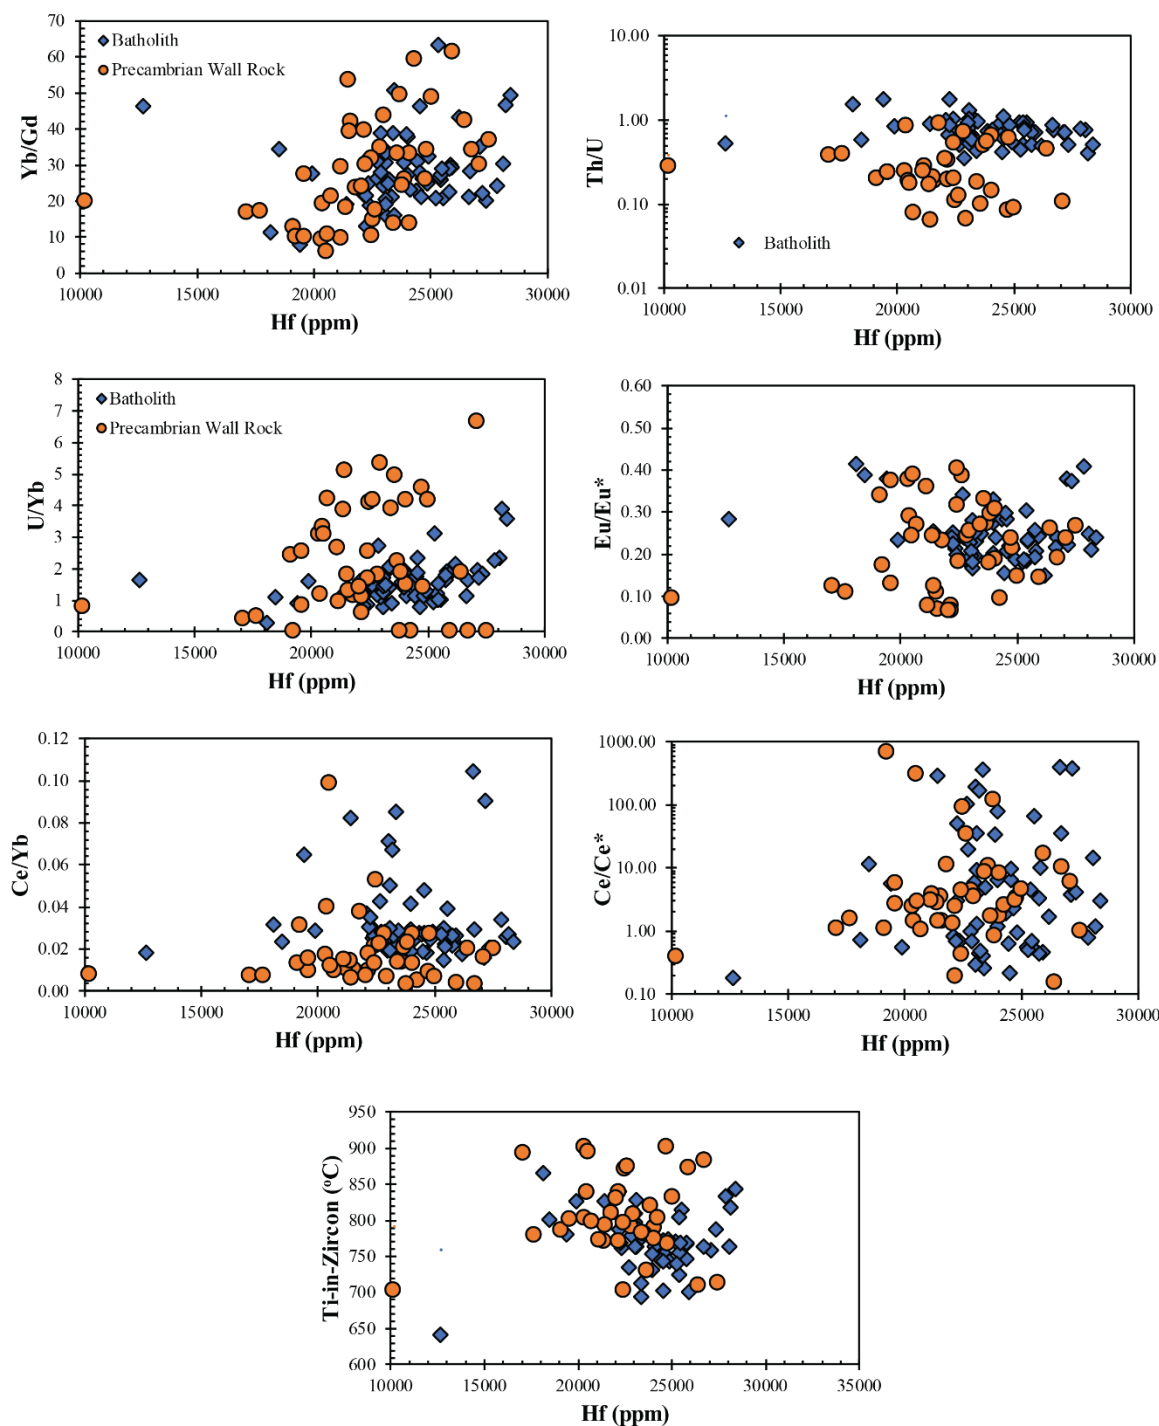 70
60
50
40
30
20
10
0
Yb/Gd
Batholith
Precambrian Wall Rock
10000 15000 20000 25000 30000
Hf (ppm)
10.00
1.00
0.10
0.01
Th/U
Batholith
10000 15000 20000 25000 30000
Hf (ppm)
8
7
6
5
4
3
2
1
0
U/Yb
Batholith
Precambrian Wall Rock
10000 15000 20000 25000 30000
Hf (ppm)
0.60
0.50
0.40
0.30
0.20
0.10
0.00
Eu/Eu*
10000 15000 20000 25000 30000
Hf (ppm)
0.12
0.10
0.08
0.06
0.04
0.02
0.00
Ce/Yb
10000 15000 20000 25000 30000
Hf (ppm)
1000.00
100.00
10.00
1.00
0.10
Ce/Ce*
10000 15000 20000 25000 30000
Hf (ppm)
950
900
850
800
750
700
650
600
Ti-in-Zircon (°C)
10000 15000 20000 25000 30000 35000
Hf (ppm)